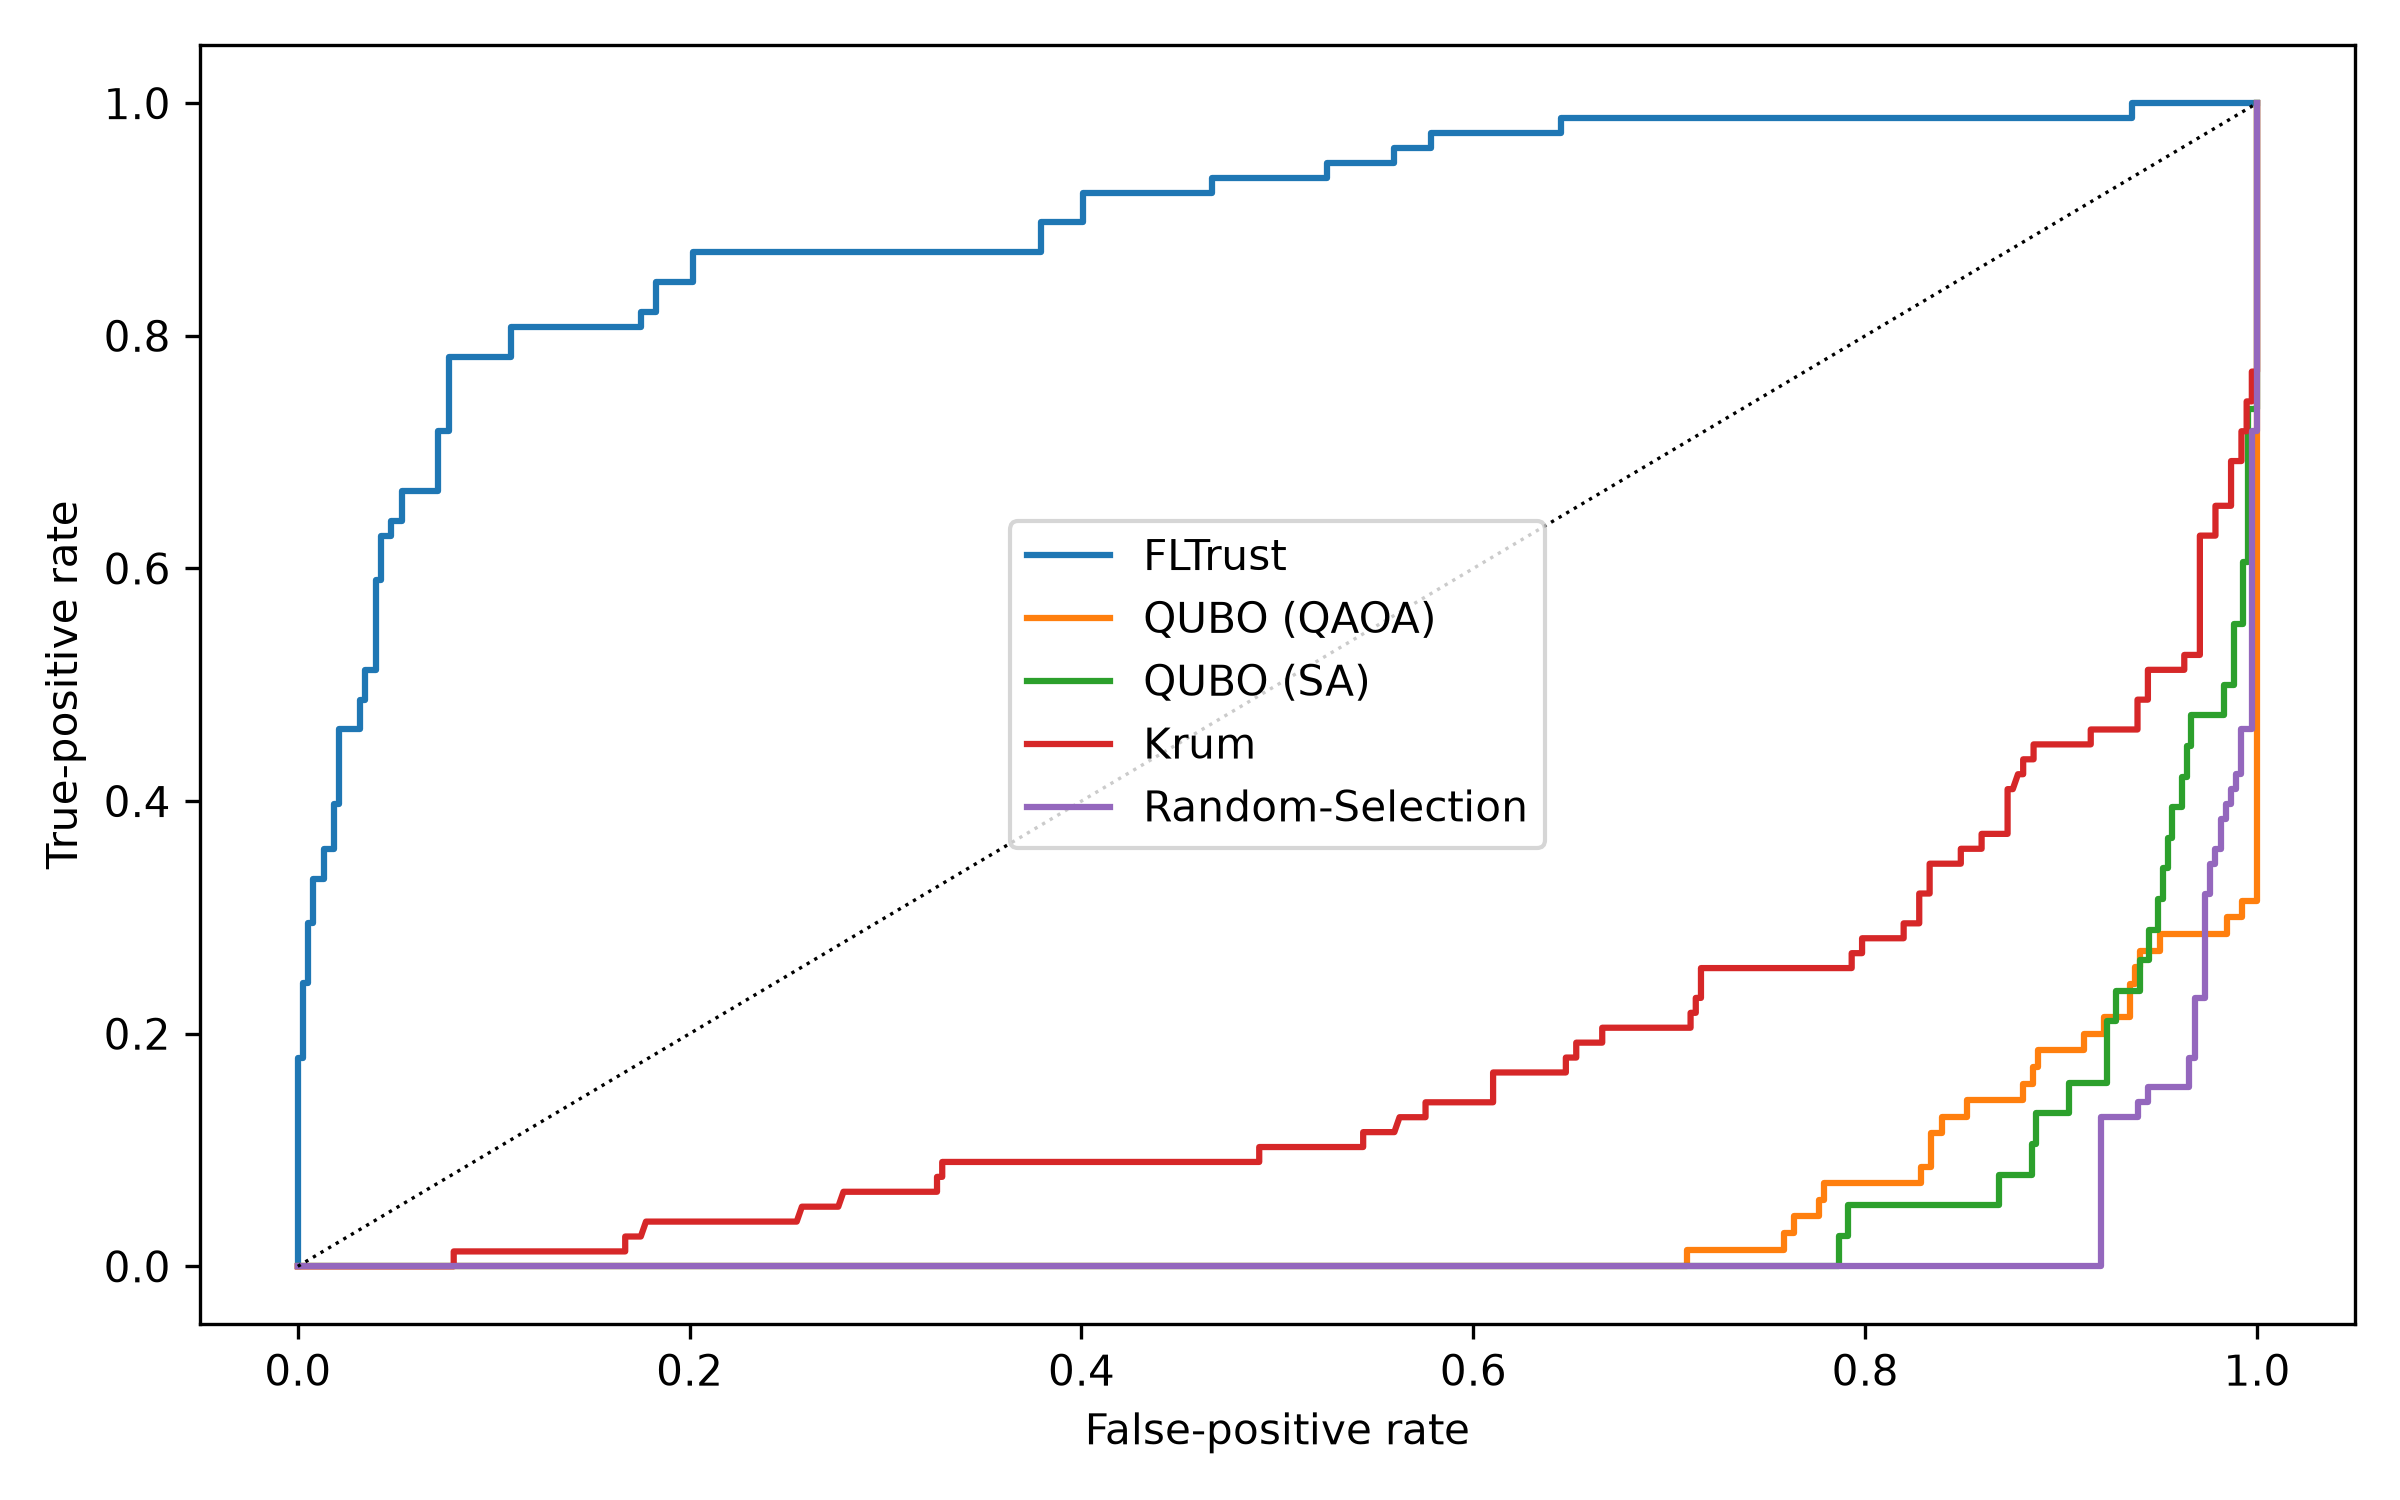 1.0
0.8
0.6
0.4
0.2
0.0
True-positive rate
FLTrust
QUBO (QAOA)
QUBO (SA)
Krum
Random-Selection
0.0 0.2 0.4 0.6 0.8 1.0
False-positive rate